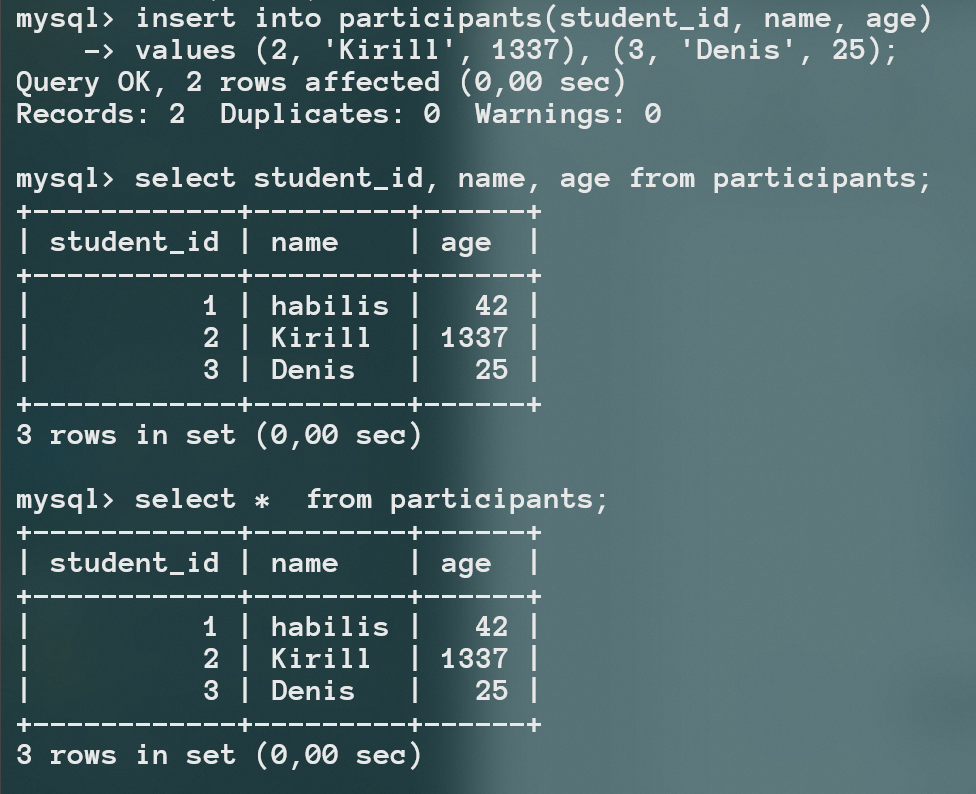 mysql> insert into participants(student_id, name, age)
    -> values (2, 'Kirill', 1337), (3, 'Denis', 25);
Query OK, 2 rows affected (0,00 sec)
Records: 2  Duplicates: 0  Warnings: 0

mysql> select student_id, name, age from participants;
+------------+---------+------+
| student_id | name    | age  |
+------------+---------+------+
|          1 | habilis |   42 |
|          2 | Kirill  | 1337 |
|          3 | Denis   |   25 |
+------------+---------+------+
3 rows in set (0,00 sec)

mysql> select *  from participants;
+------------+---------+------+
| student_id | name    | age  |
+------------+---------+------+
|          1 | habilis |   42 |
|          2 | Kirill  | 1337 |
|          3 | Denis   |   25 |
+------------+---------+------+
3 rows in set (0,00 sec)